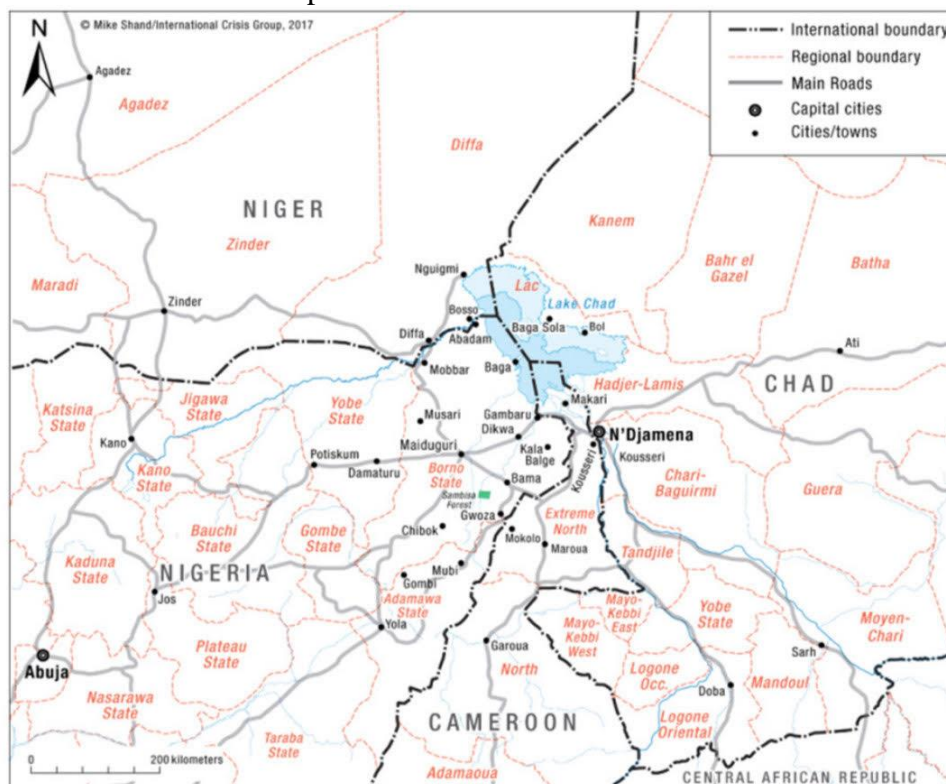 © Mike Shand/International Crisis Group, 2017
International boundary
Regional boundary
Main Roads
Capital cities
Cities/towns
N
Agadez
Agadez
Diffa
NIGER
Kanem
Zinder
Bahr el
Gazel
Batha
Maradi
Nguigmi
Lac
Lake Chad
Zinder
Bosso
Abadam
Baga Sola
Bol
Diffa
Ati
Mobbar
Baga
Hadjer-Lamis
CHAD
Katsina
State
Jigawa
State
Yobe
State
Makari
Musari
Gambaru
Dikwa
N'Djamena
Kano
Maiduguri
Kala
Balge
Kousseri
Kousseri
Kano
State
Potiskum
Damaturu
Borno
State
Chari-
Baguirmi
Guera
Bama
Sambisa
Forest
Gwoza
Extreme
North
Bauchi
State
Gombe
State
Chibok
Mokolo
Maroua
Tandjile
Kaduna
State
NIGERIA
Mubi
Gombi
Adamawa
State
Jos
Mayo-
Kebbi
East
Yobe
State
Moyen-
Chari
Mayo-
Kebbi
West
Plateau
State
Yola
Garoua
Sarh
Abuja
North
Logone
Occ.
Mandoul
Nasarawa
State
Doba
CAMEROON
Logone
Oriental
Taraba
State
0
200 kilometers
Adamaoua
CENTRAL AFRICAN REPUBLIC